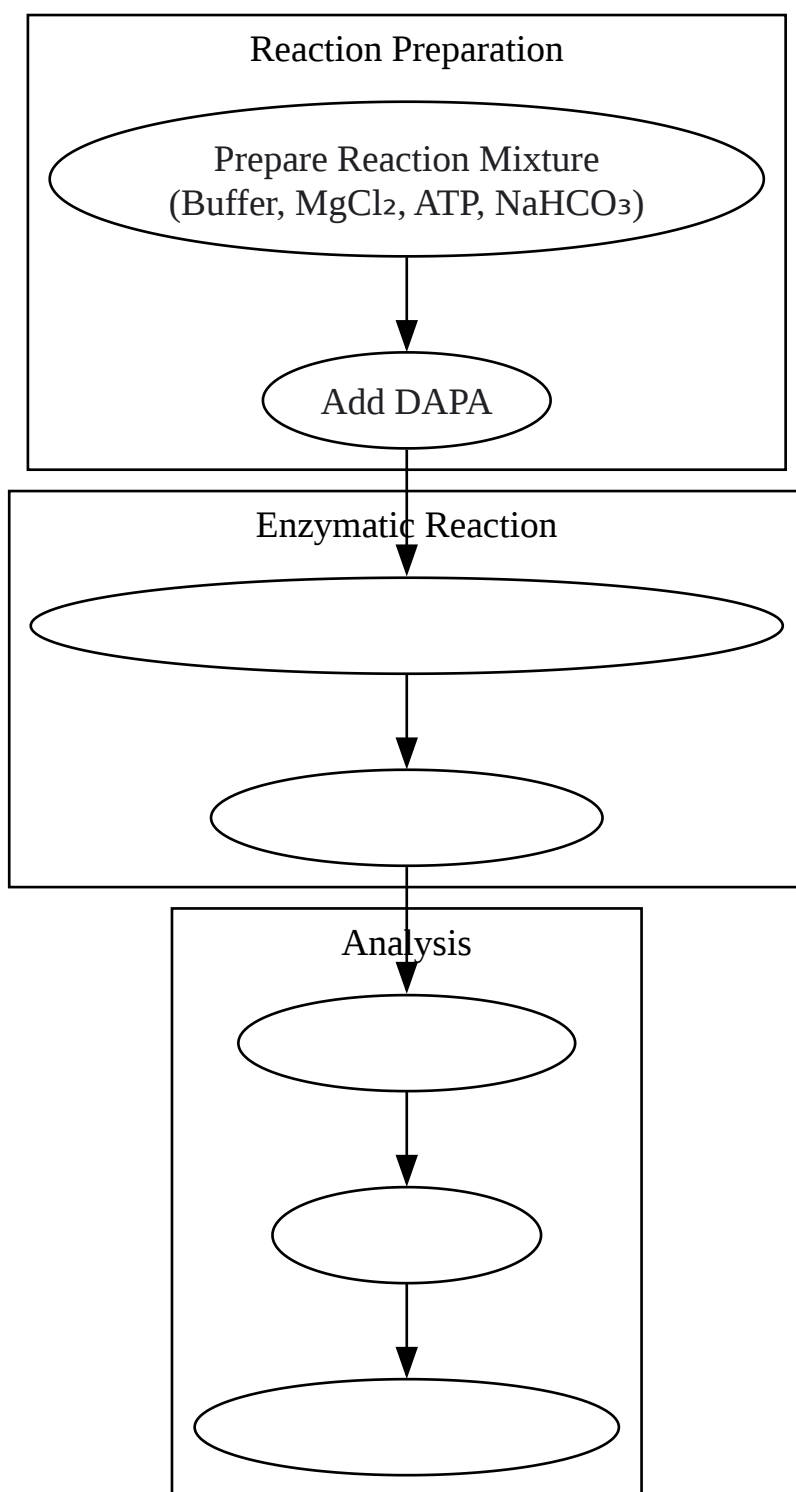 Reaction Preparation
Prepare Reaction Mixture
(Buffer, MgCl₂, ATP, NaHCO₃)
Add DAPA
Enzymatic Reaction
Analysis